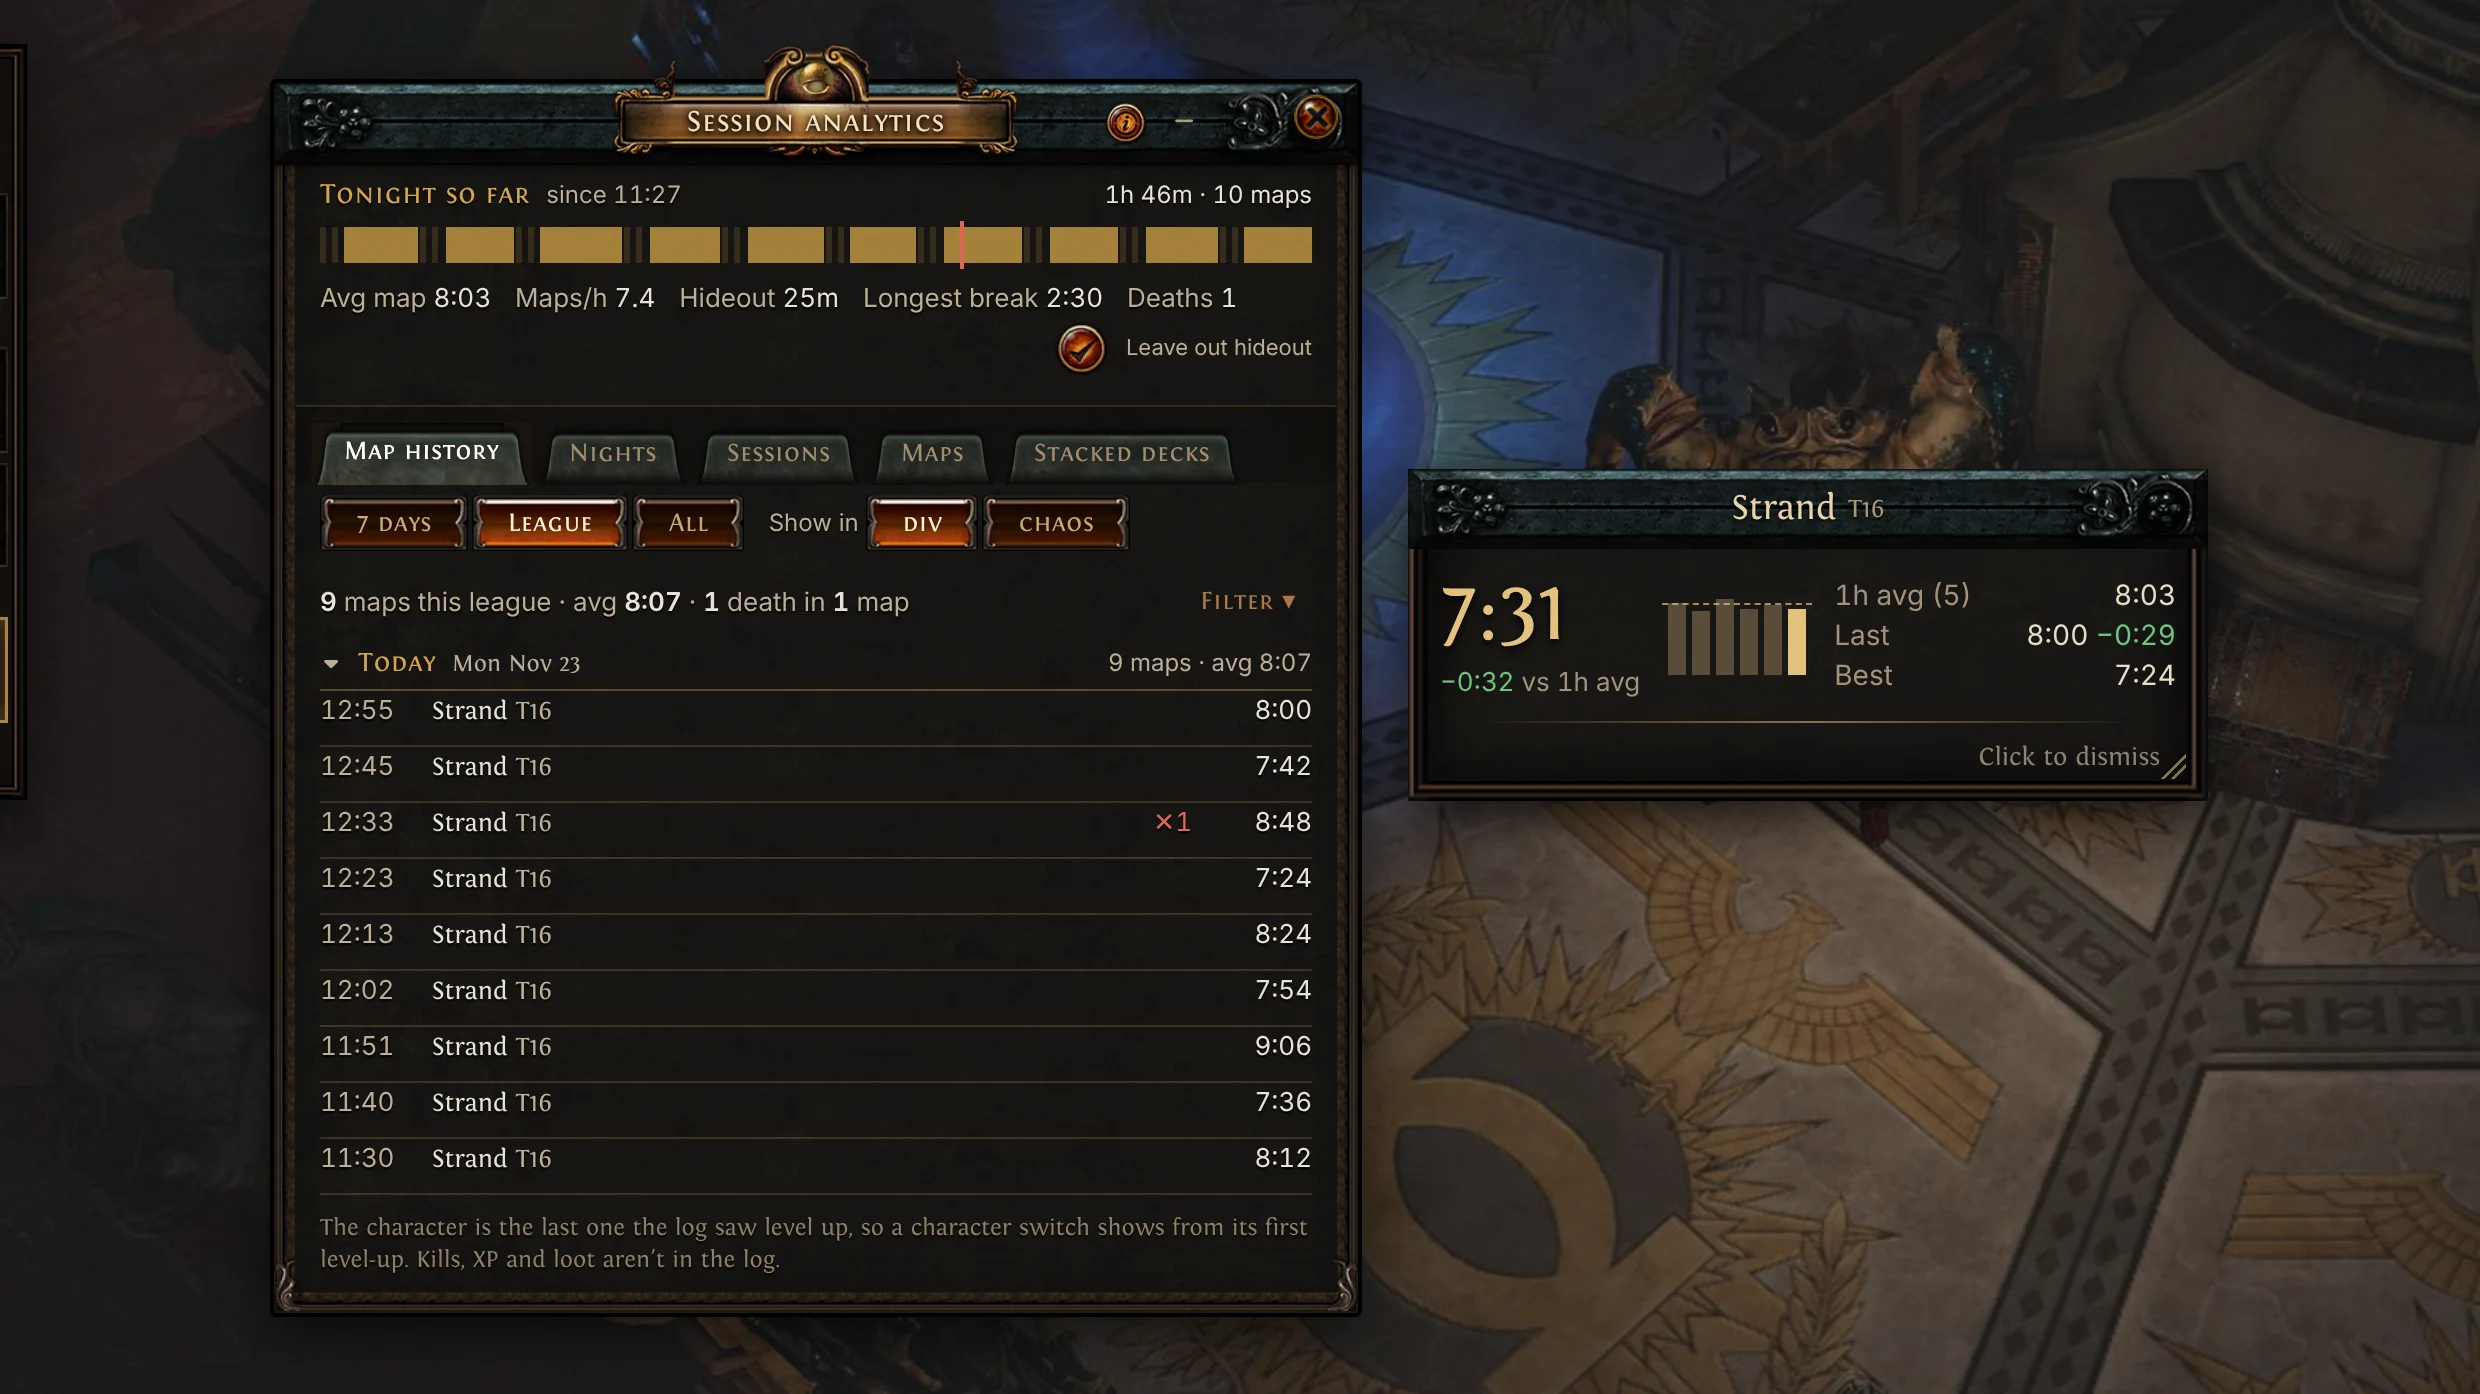 SESSION ANALYTICS
TONIGHT SO FAR since 11:27 1h 46m · 10 maps
Avg map 8:03 Maps/h 7.4 Hideout 25m Longest break 2:30 Deaths 1
Leave out hideout
MAP HISTORY NIGHTS SESSIONS MAPS STACKED DECKS
7 DAYS LEAGUE ALL Show in DIV CHAOS
9 maps this league · avg 8:07 · 1 death in 1 map FILTER ▼
TODAY Mon Nov 23 9 maps · avg 8:07
12:55 Strand T16 8:00
12:45 Strand T16 7:42
12:33 Strand T16 ×1 8:48
12:23 Strand T16 7:24
12:13 Strand T16 8:24
12:02 Strand T16 7:54
11:51 Strand T16 9:06
11:40 Strand T16 7:36
11:30 Strand T16 8:12
The character is the last one the log saw level up, so a character switch shows from its first
level-up. Kills, XP and loot aren't in the log.
Strand T16
7:31
−0:32 vs 1h avg
1h avg (5) 8:03
Last 8:00 −0:29
Best 7:24
Click to dismiss